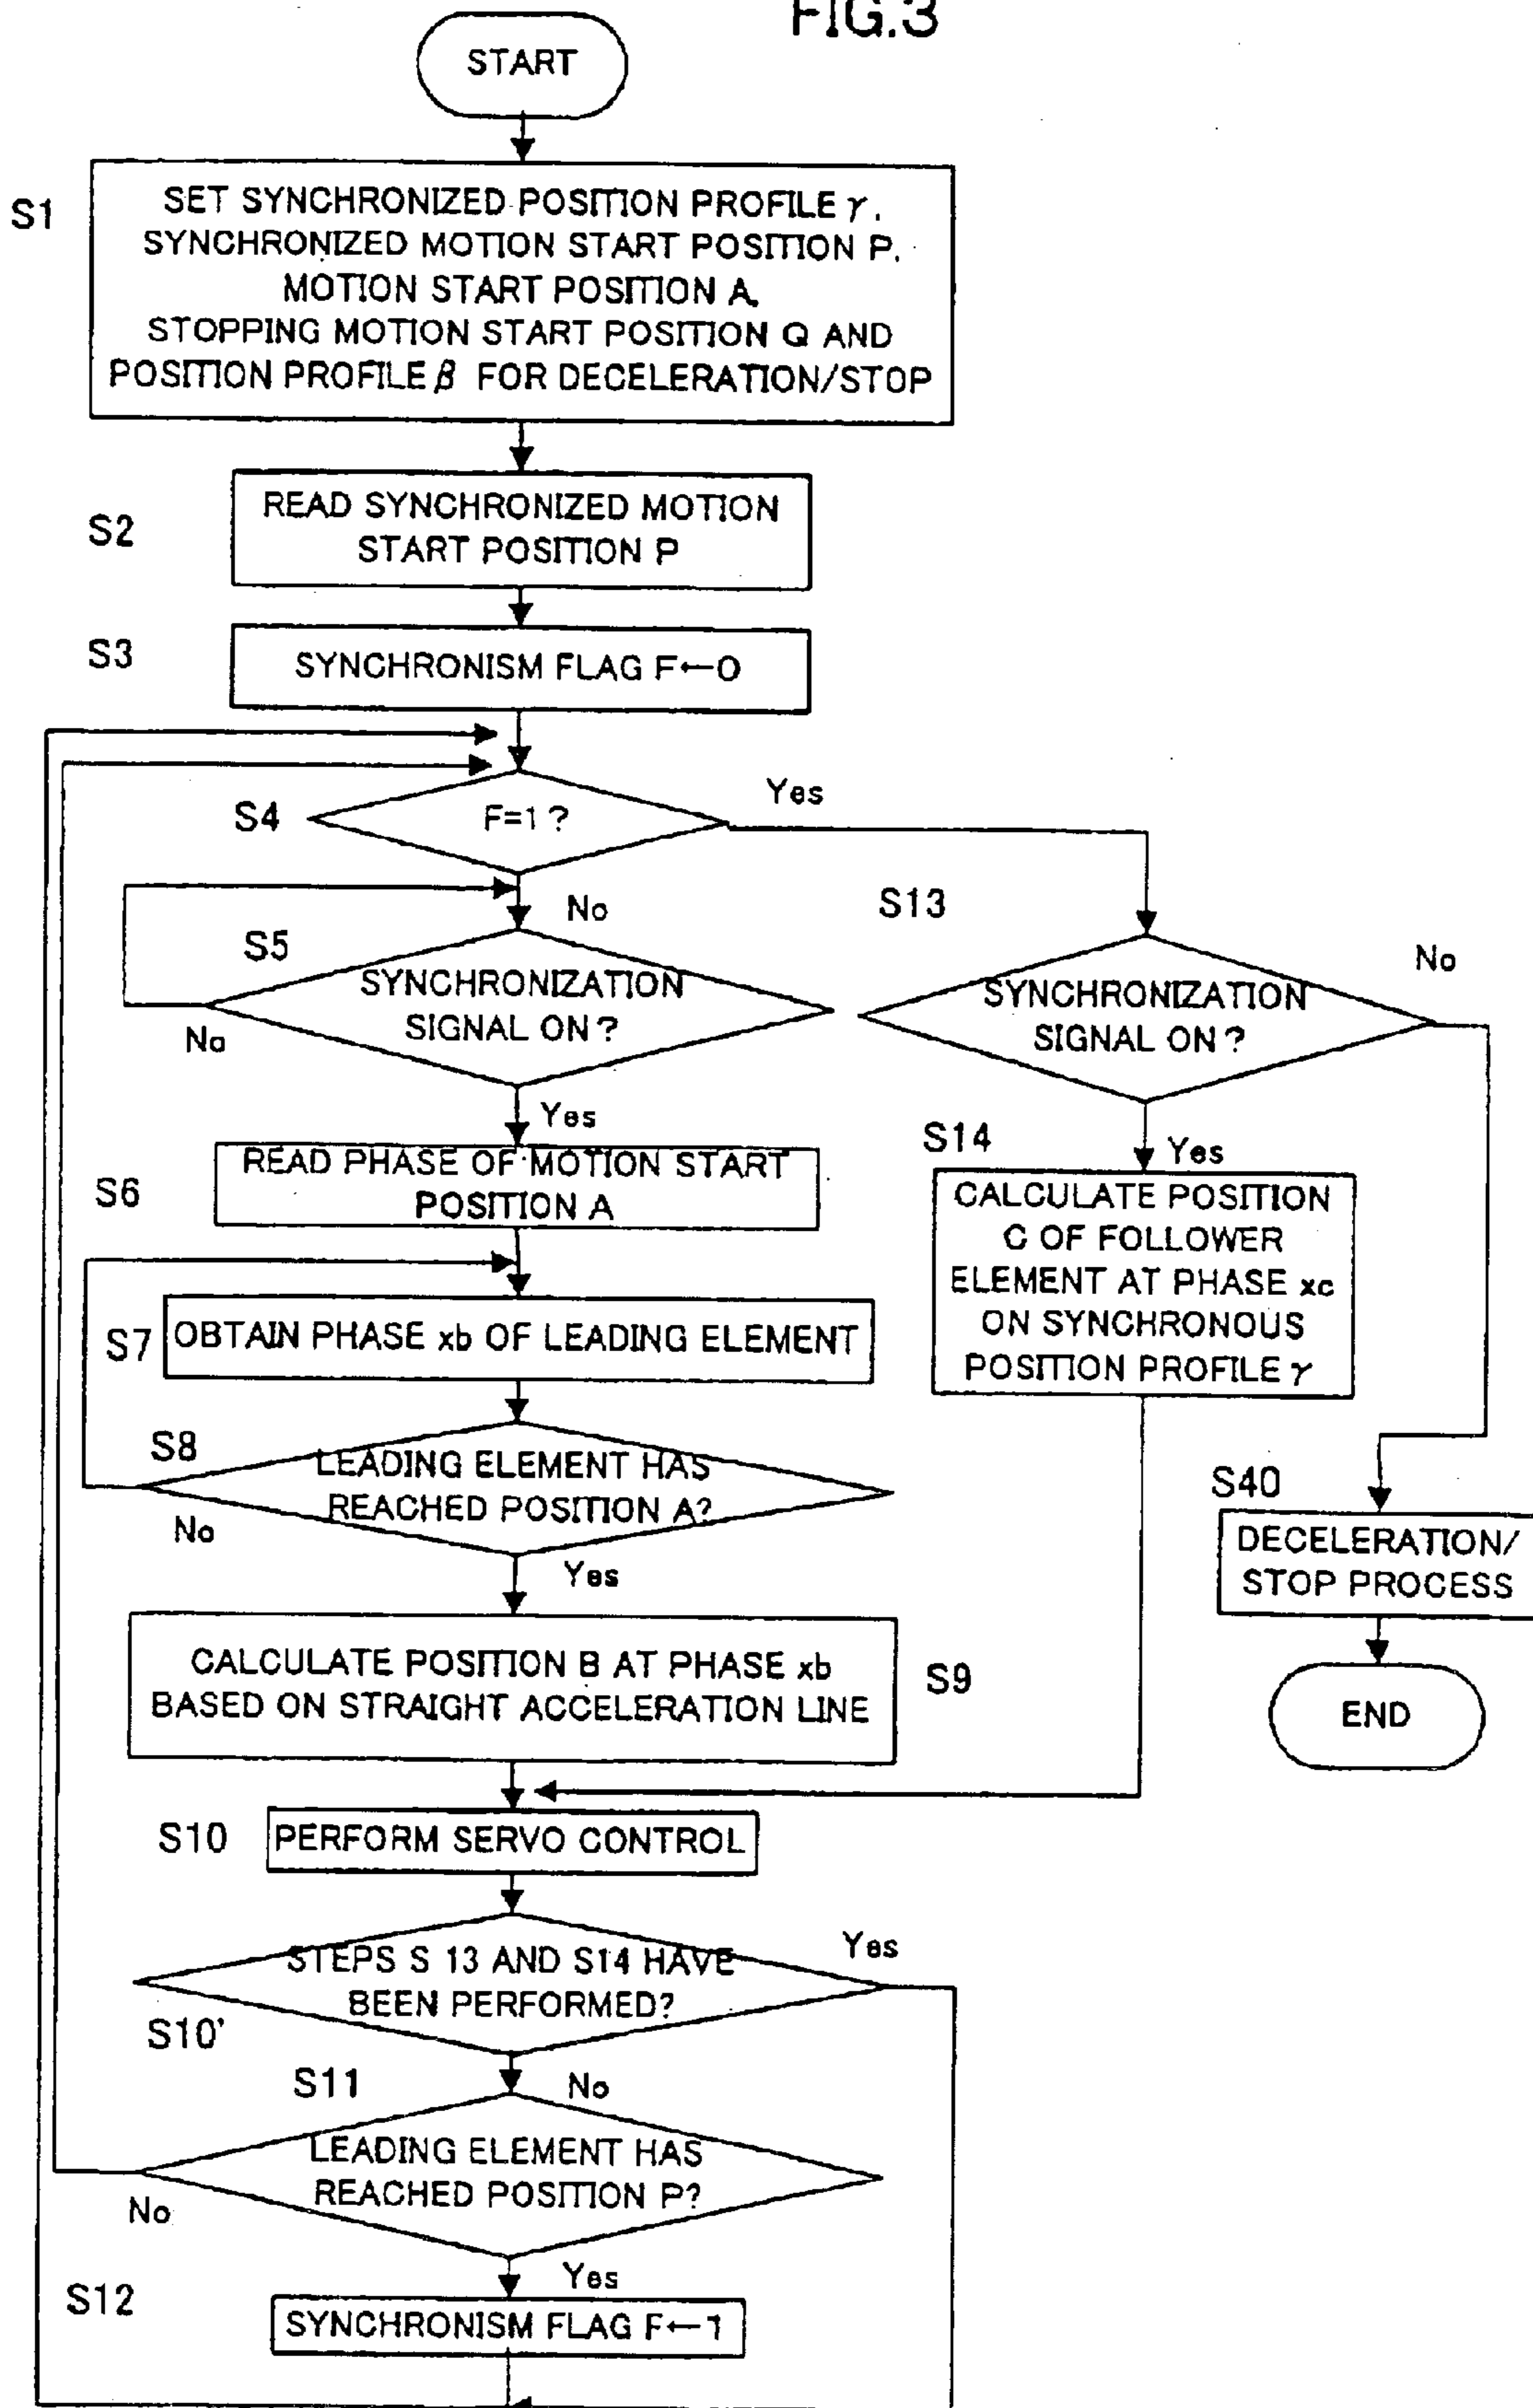 FIG.3
START
S1
SET SYNCHRONIZED POSITION PROFILE γ,
SYNCHRONIZED MOTION START POSITION P,
MOTION START POSITION A,
STOPPING MOTION START POSITION Q AND
POSITION PROFILE β FOR DECELERATION/STOP
S2
READ SYNCHRONIZED MOTION
START POSITION P
S3
SYNCHRONISM FLAG F←0
S4
F=1?
Yes
No
S5
SYNCHRONIZATION
SIGNAL ON?
No
Yes
S13
SYNCHRONIZATION
SIGNAL ON?
No
Yes
S6
READ PHASE OF MOTION START
POSITION A
S14
CALCULATE POSITION
C OF FOLLOWER
ELEMENT AT PHASE xc
ON SYNCHRONOUS
POSITION PROFILE γ
S7
OBTAIN PHASE xb OF LEADING ELEMENT
S8
LEADING ELEMENT HAS
REACHED POSITION A?
No
Yes
S40
DECELERATION/
STOP PROCESS
END
CALCULATE POSITION B AT PHASE xb
BASED ON STRAIGHT ACCELERATION LINE
S9
S10
PERFORM SERVO CONTROL
STEPS S 13 AND S14 HAVE
BEEN PERFORMED?
Yes
S10'
No
S11
LEADING ELEMENT HAS
REACHED POSITION P?
No
Yes
S12
SYNCHRONISM FLAG F←1